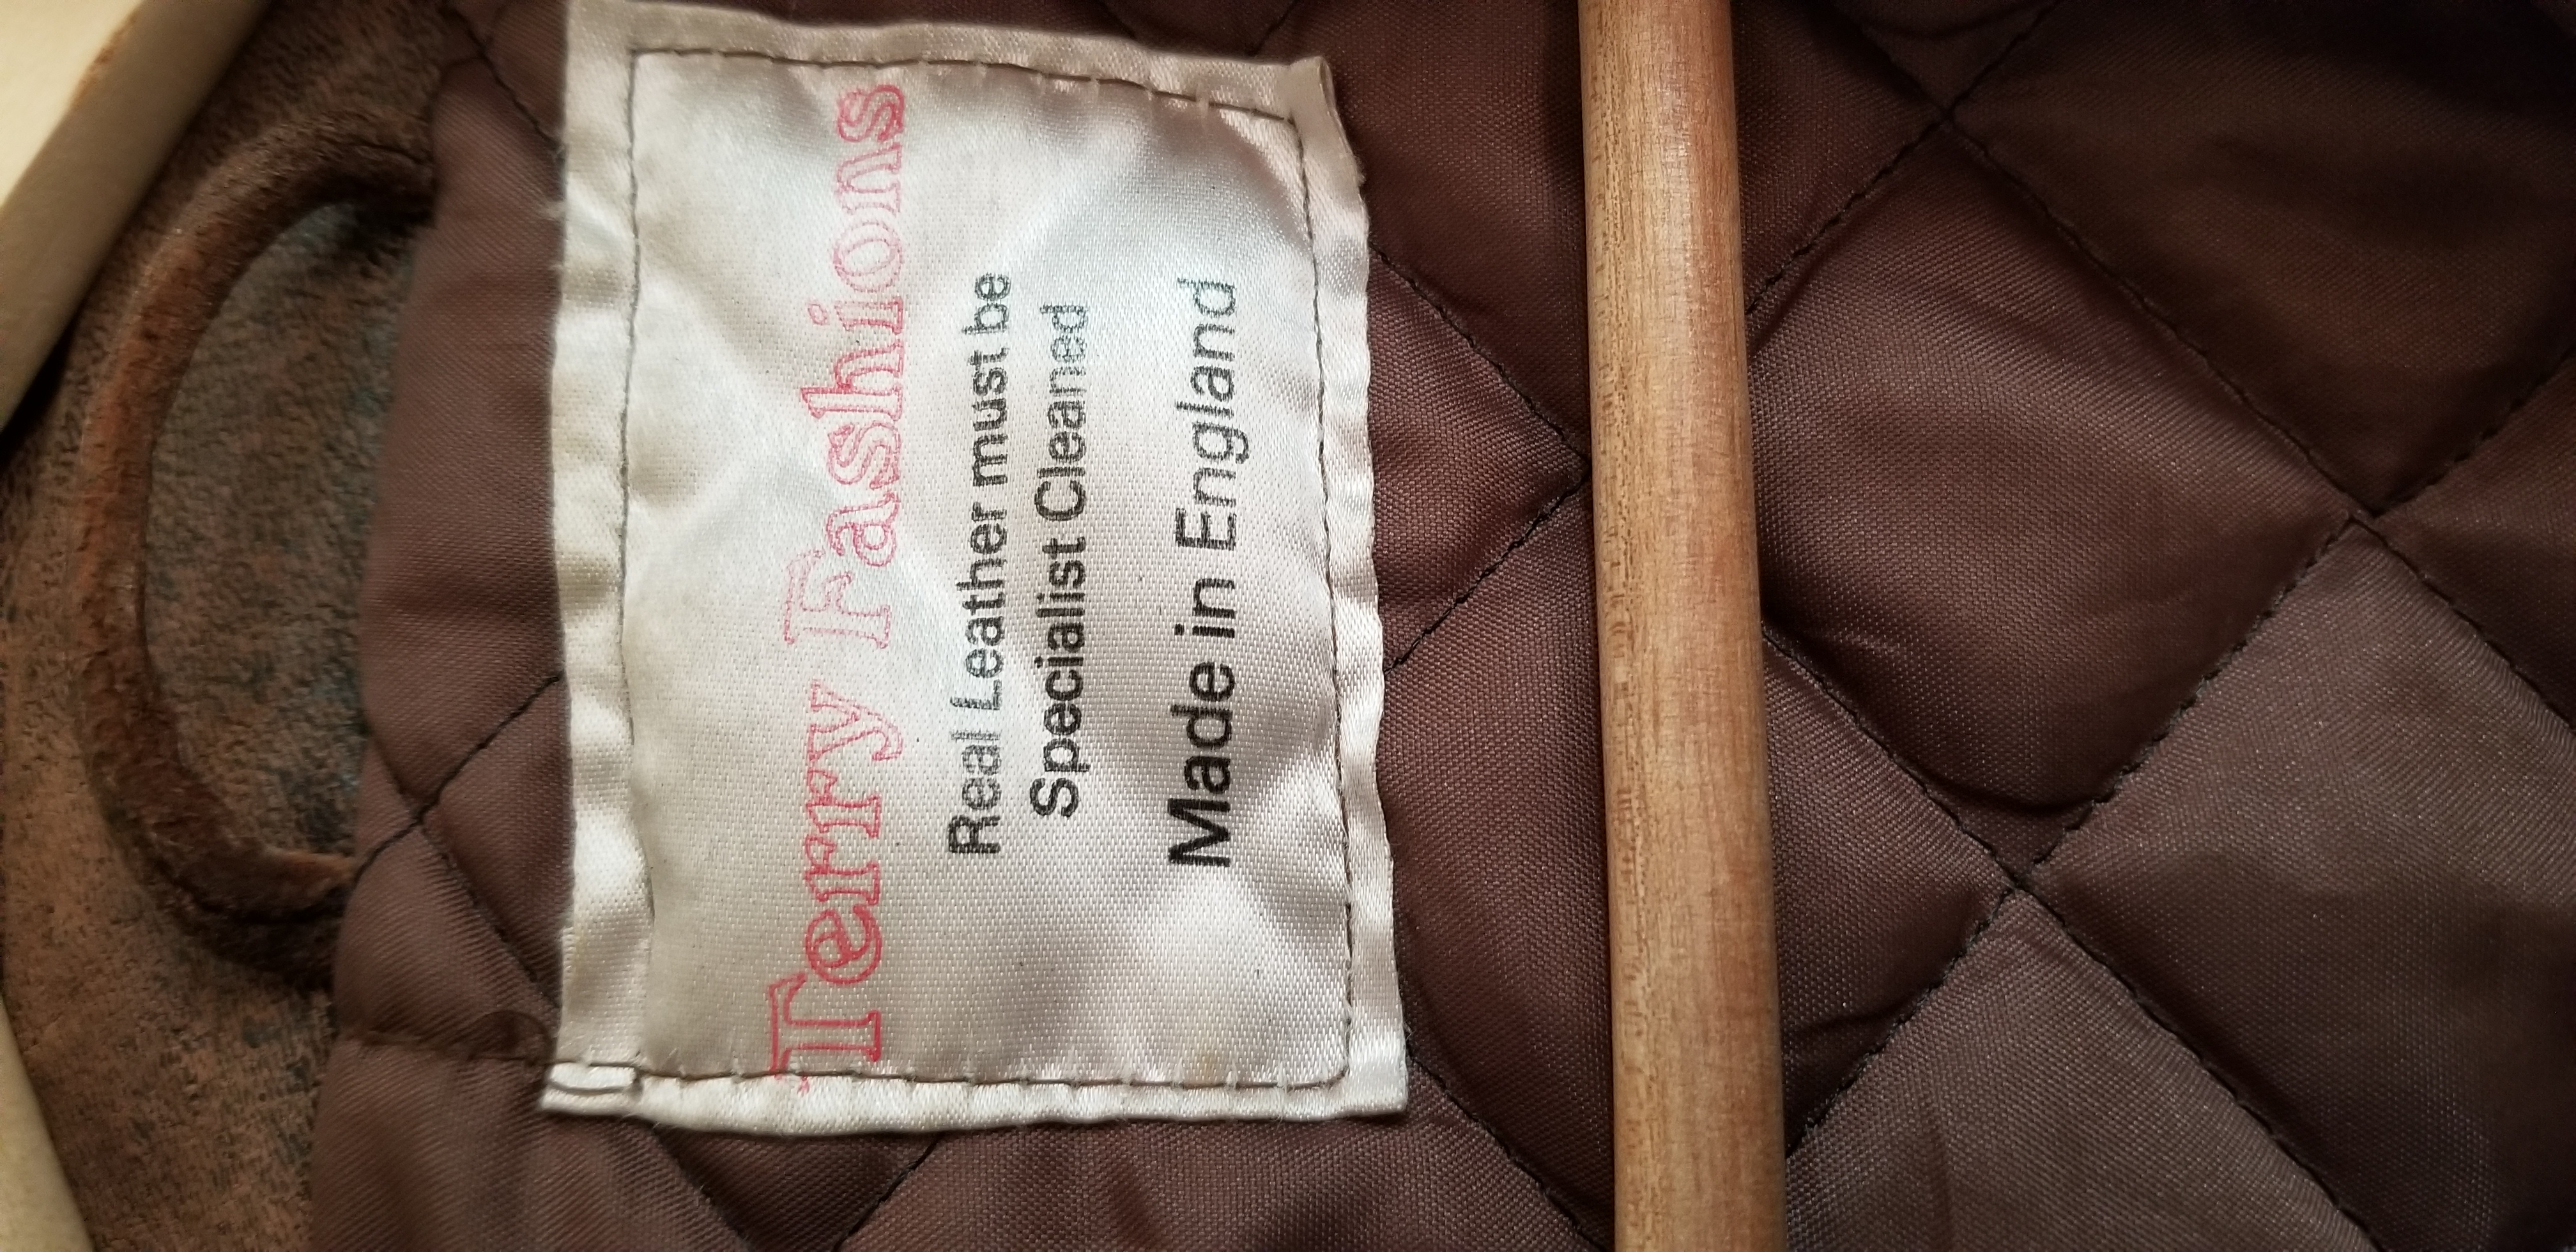 Terry Fashions
Real Leather must be
Specialist Cleaned
Made in England